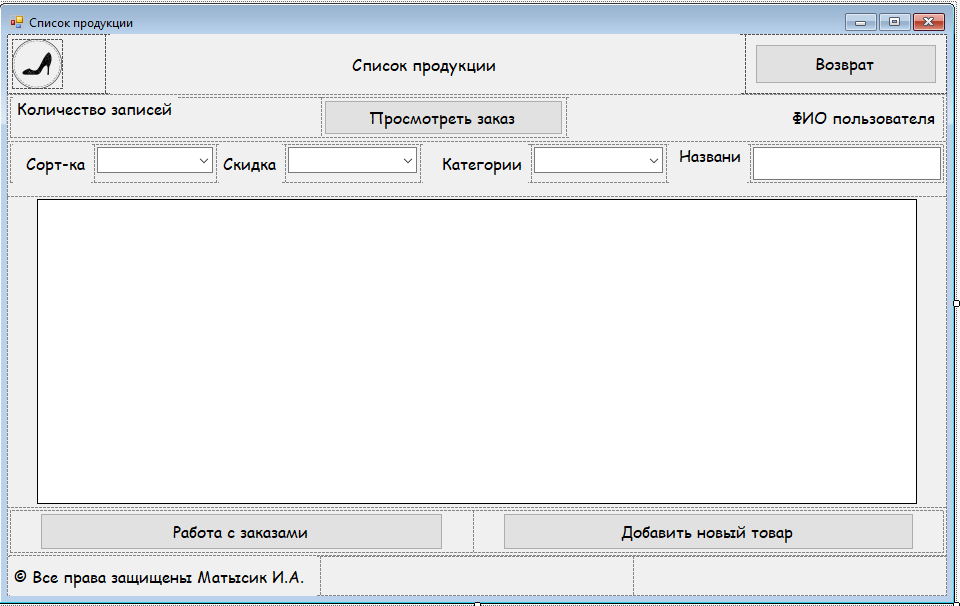 Список продукции
Список продукции
Возврат
Количество записей
Просмотреть заказ
ФИО пользователя
Сорт-ка
Скидка
Категории
Названи
Работа с заказами
Добавить новый товар
© Все права защищены Матысик И.А.